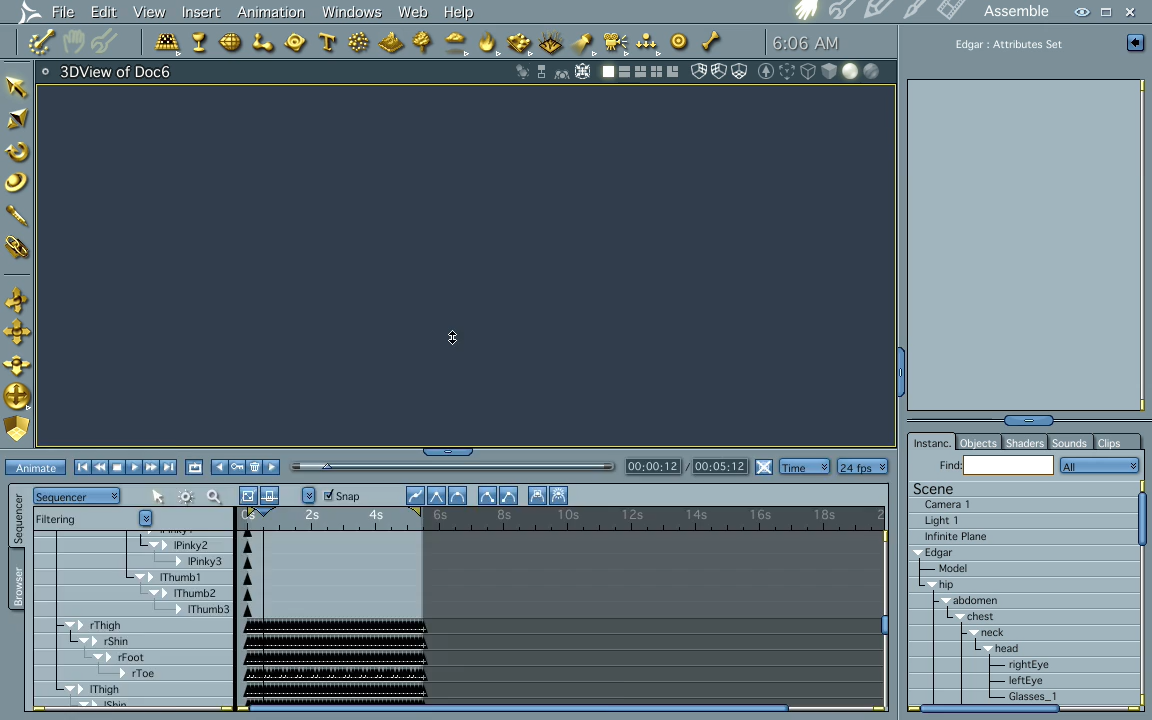 File Edit View Insert Animation Windows Web Help
Assemble
6:06 AM
Edgar : Attributes Set
3DView of Doc6
Instanc. Objects Shaders Sounds Clips
Find: All
Scene
Camera 1
Light 1
Infinite Plane
Edgar
Model
hip
abdomen
chest
neck
head
rightEye
leftEye
Glasses_1
Animate
00;00;12 / 00;05;12
Time
24 fps
Sequencer
Snap
Filtering
0s 2s 4s 6s 8s 10s 12s 14s 16s 18s 2
Sequencer
Browser
lPinky2
lPinky3
lThumb1
lThumb2
lThumb3
rThigh
rShin
rFoot
rToe
lThigh
lShin